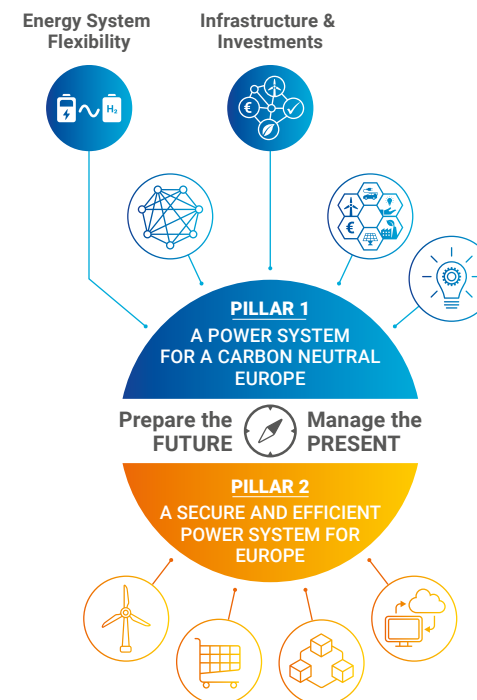 Energy System
Flexibility
Infrastructure &
Investments
H₂
€
€
PILLAR 1
A POWER SYSTEM
FOR A CARBON NEUTRAL
EUROPE
Prepare the
FUTURE
Manage the
PRESENT
PILLAR 2
A SECURE AND EFFICIENT
POWER SYSTEM FOR
EUROPE